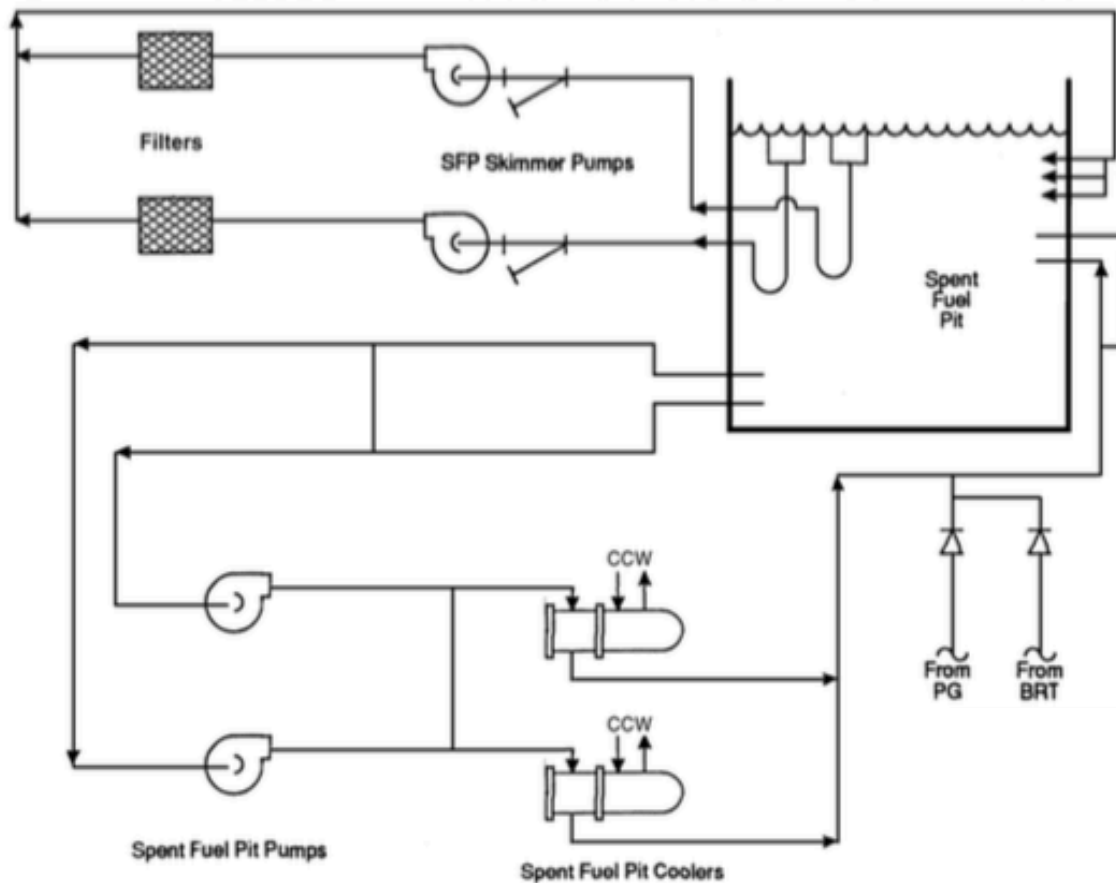 Filters
SFP Skimmer Pumps
Spent
Fuel
Pit
CCW
From
PG
From
BRT
CCW
Spent Fuel Pit Pumps
Spent Fuel Pit Coolers